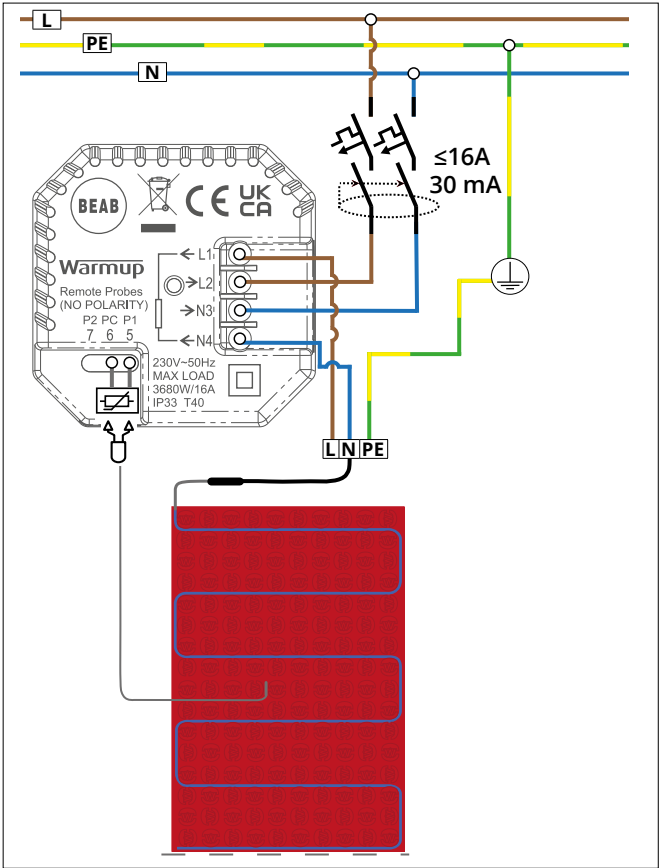 L
PE
N
≤16A
30 mA
BEAB
CE
UK
CA
Warmup
Remote Probes
(NO POLARITY)
P2 PC P1
7 6 5
L1
L2
N3
N4
230V~50Hz
MAX LOAD
3680W/16A
IP33 T40
L N PE